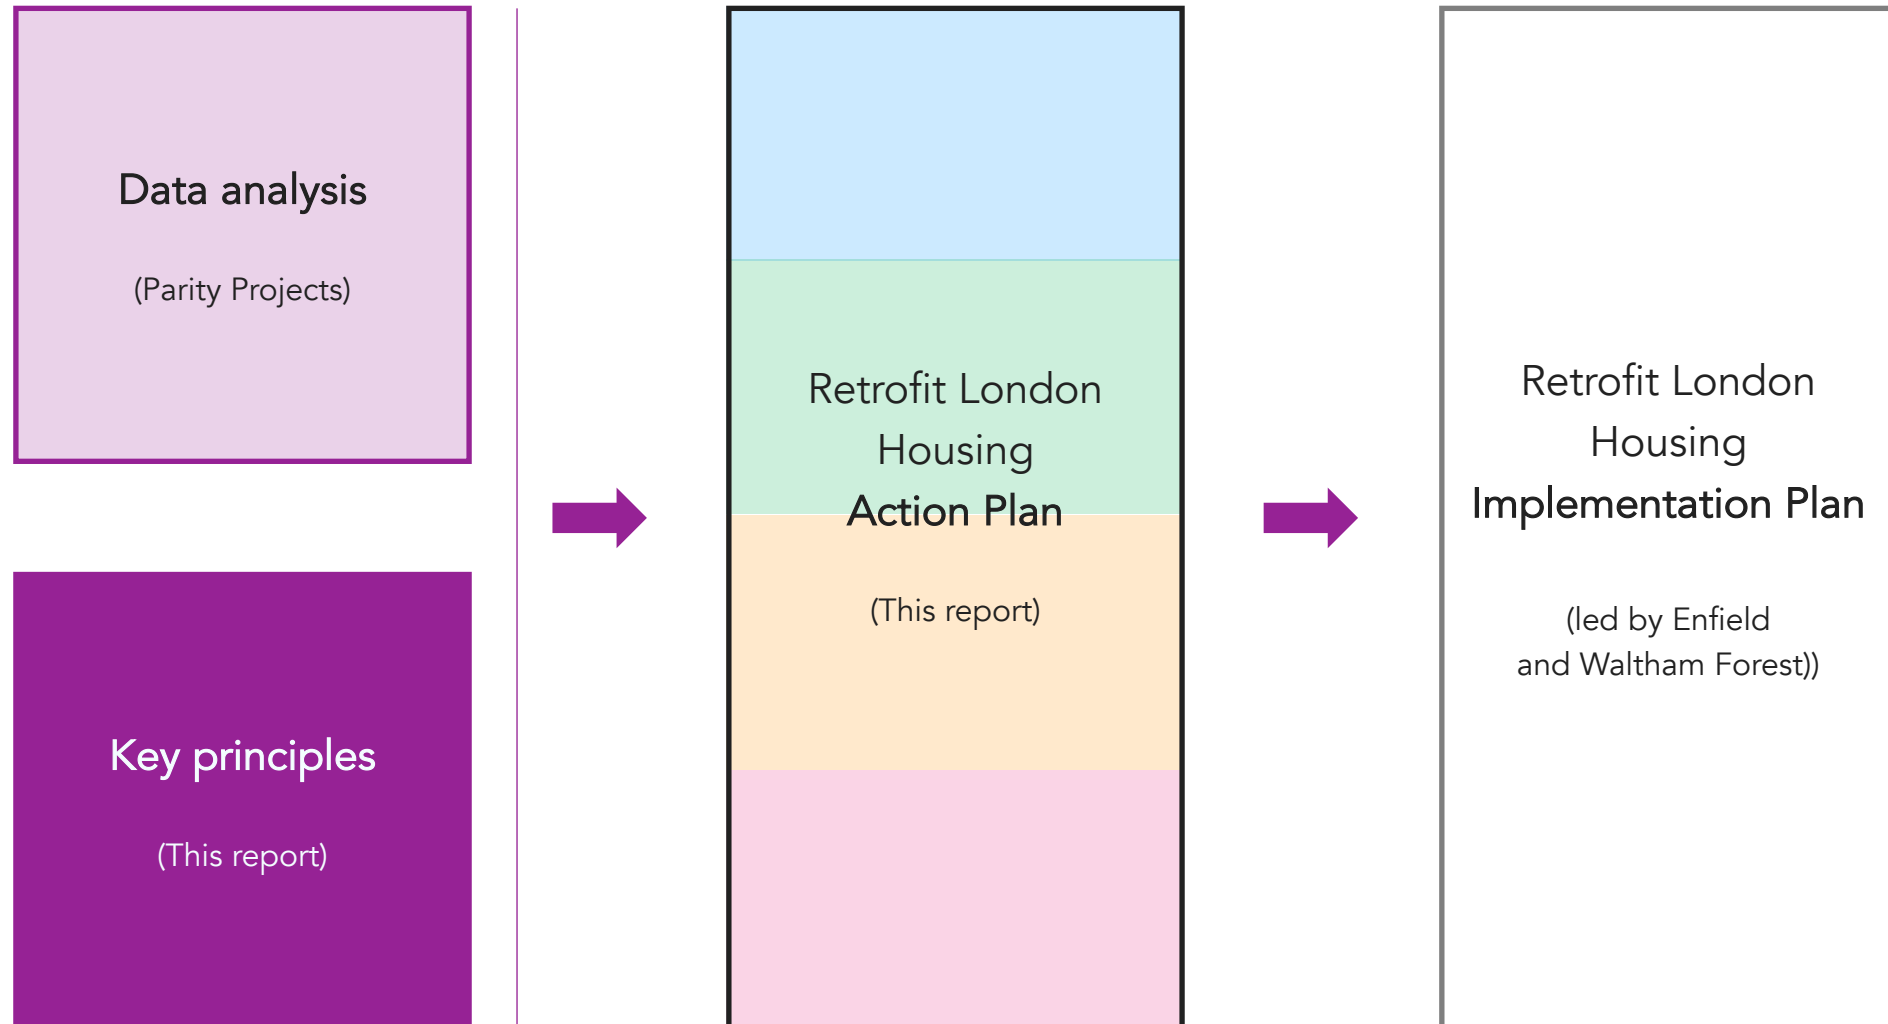 Data analysis
(Parity Projects)
Key principles
(This report)
Retrofit London
Housing
Action Plan
(This report)
Retrofit London
Housing
Implementation Plan
(led by Enfield
and Waltham Forest))